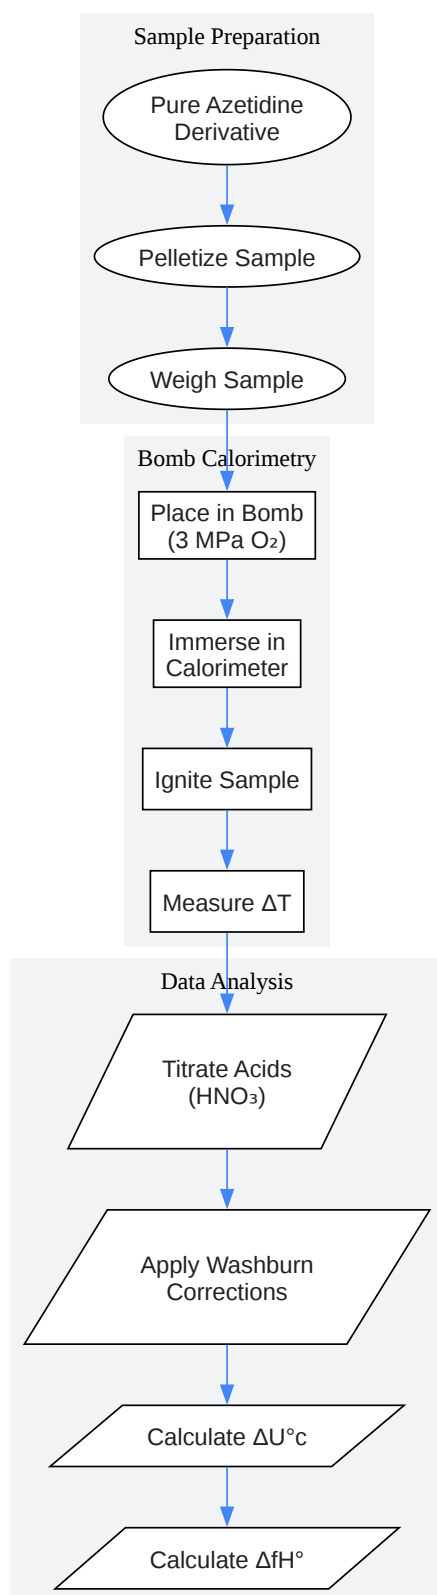 Sample Preparation
Pure Azetidine
Derivative
Pelletize Sample
Weigh Sample
Bomb Calorimetry
Place in Bomb
(3 MPa O₂)
Immerse in
Calorimeter
Ignite Sample
Measure ΔT
Data Analysis
Titrate Acids
(HNO₃)
Apply Washburn
Corrections
Calculate ΔU°c
Calculate ΔfH°